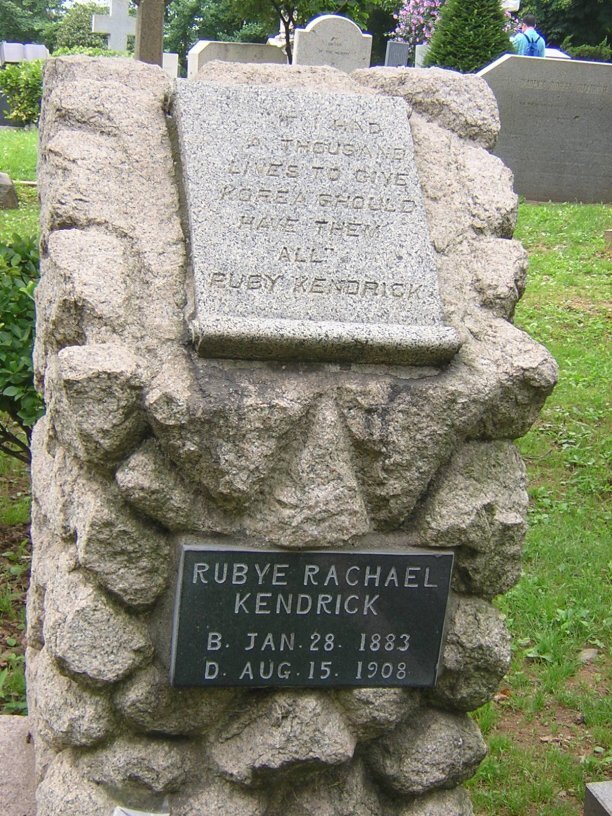 "IF I HAD
A THOUSAND
LIVES TO GIVE
KOREA SHOULD
HAVE THEM
ALL"
RUBY KENDRICK
RUBYE RACHAEL
KENDRICK
B. JAN. 28. 1883
D. AUG. 15. 1908